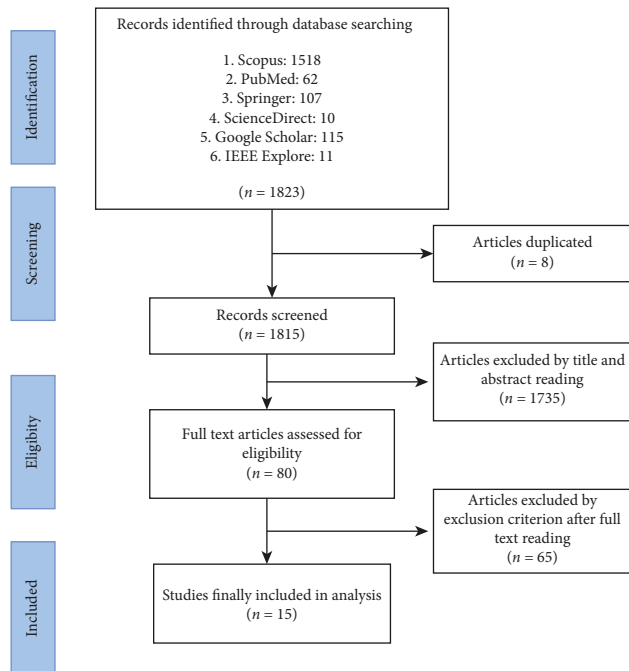 Identification
Records identified through database searching
1. Scopus: 1518
2. PubMed: 62
3. Springer: 107
4. ScienceDirect: 10
5. Google Scholar: 115
6. IEEE Explore: 11
(n = 1823)
Screening
Articles duplicated
(n = 8)
Records screened
(n = 1815)
Articles excluded by title and
abstract reading
(n = 1735)
Eligibity
Full text articles assessed for
eligibility
(n = 80)
Articles excluded by
exclusion criterion after full
text reading
(n = 65)
Included
Studies finally included in analysis
(n = 15)